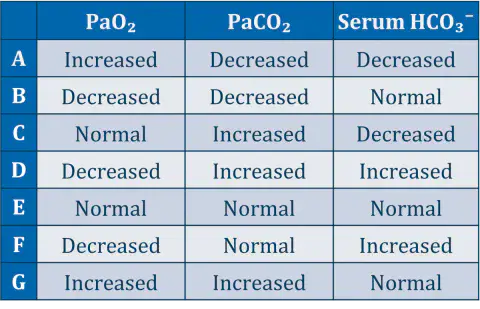 PaO₂ PaCO₂ Serum HCO₃⁻
A Increased Decreased Decreased
B Decreased Decreased Normal
C Normal Increased Decreased
D Decreased Increased Increased
E Normal Normal Normal
F Decreased Normal Increased
G Increased Increased Normal